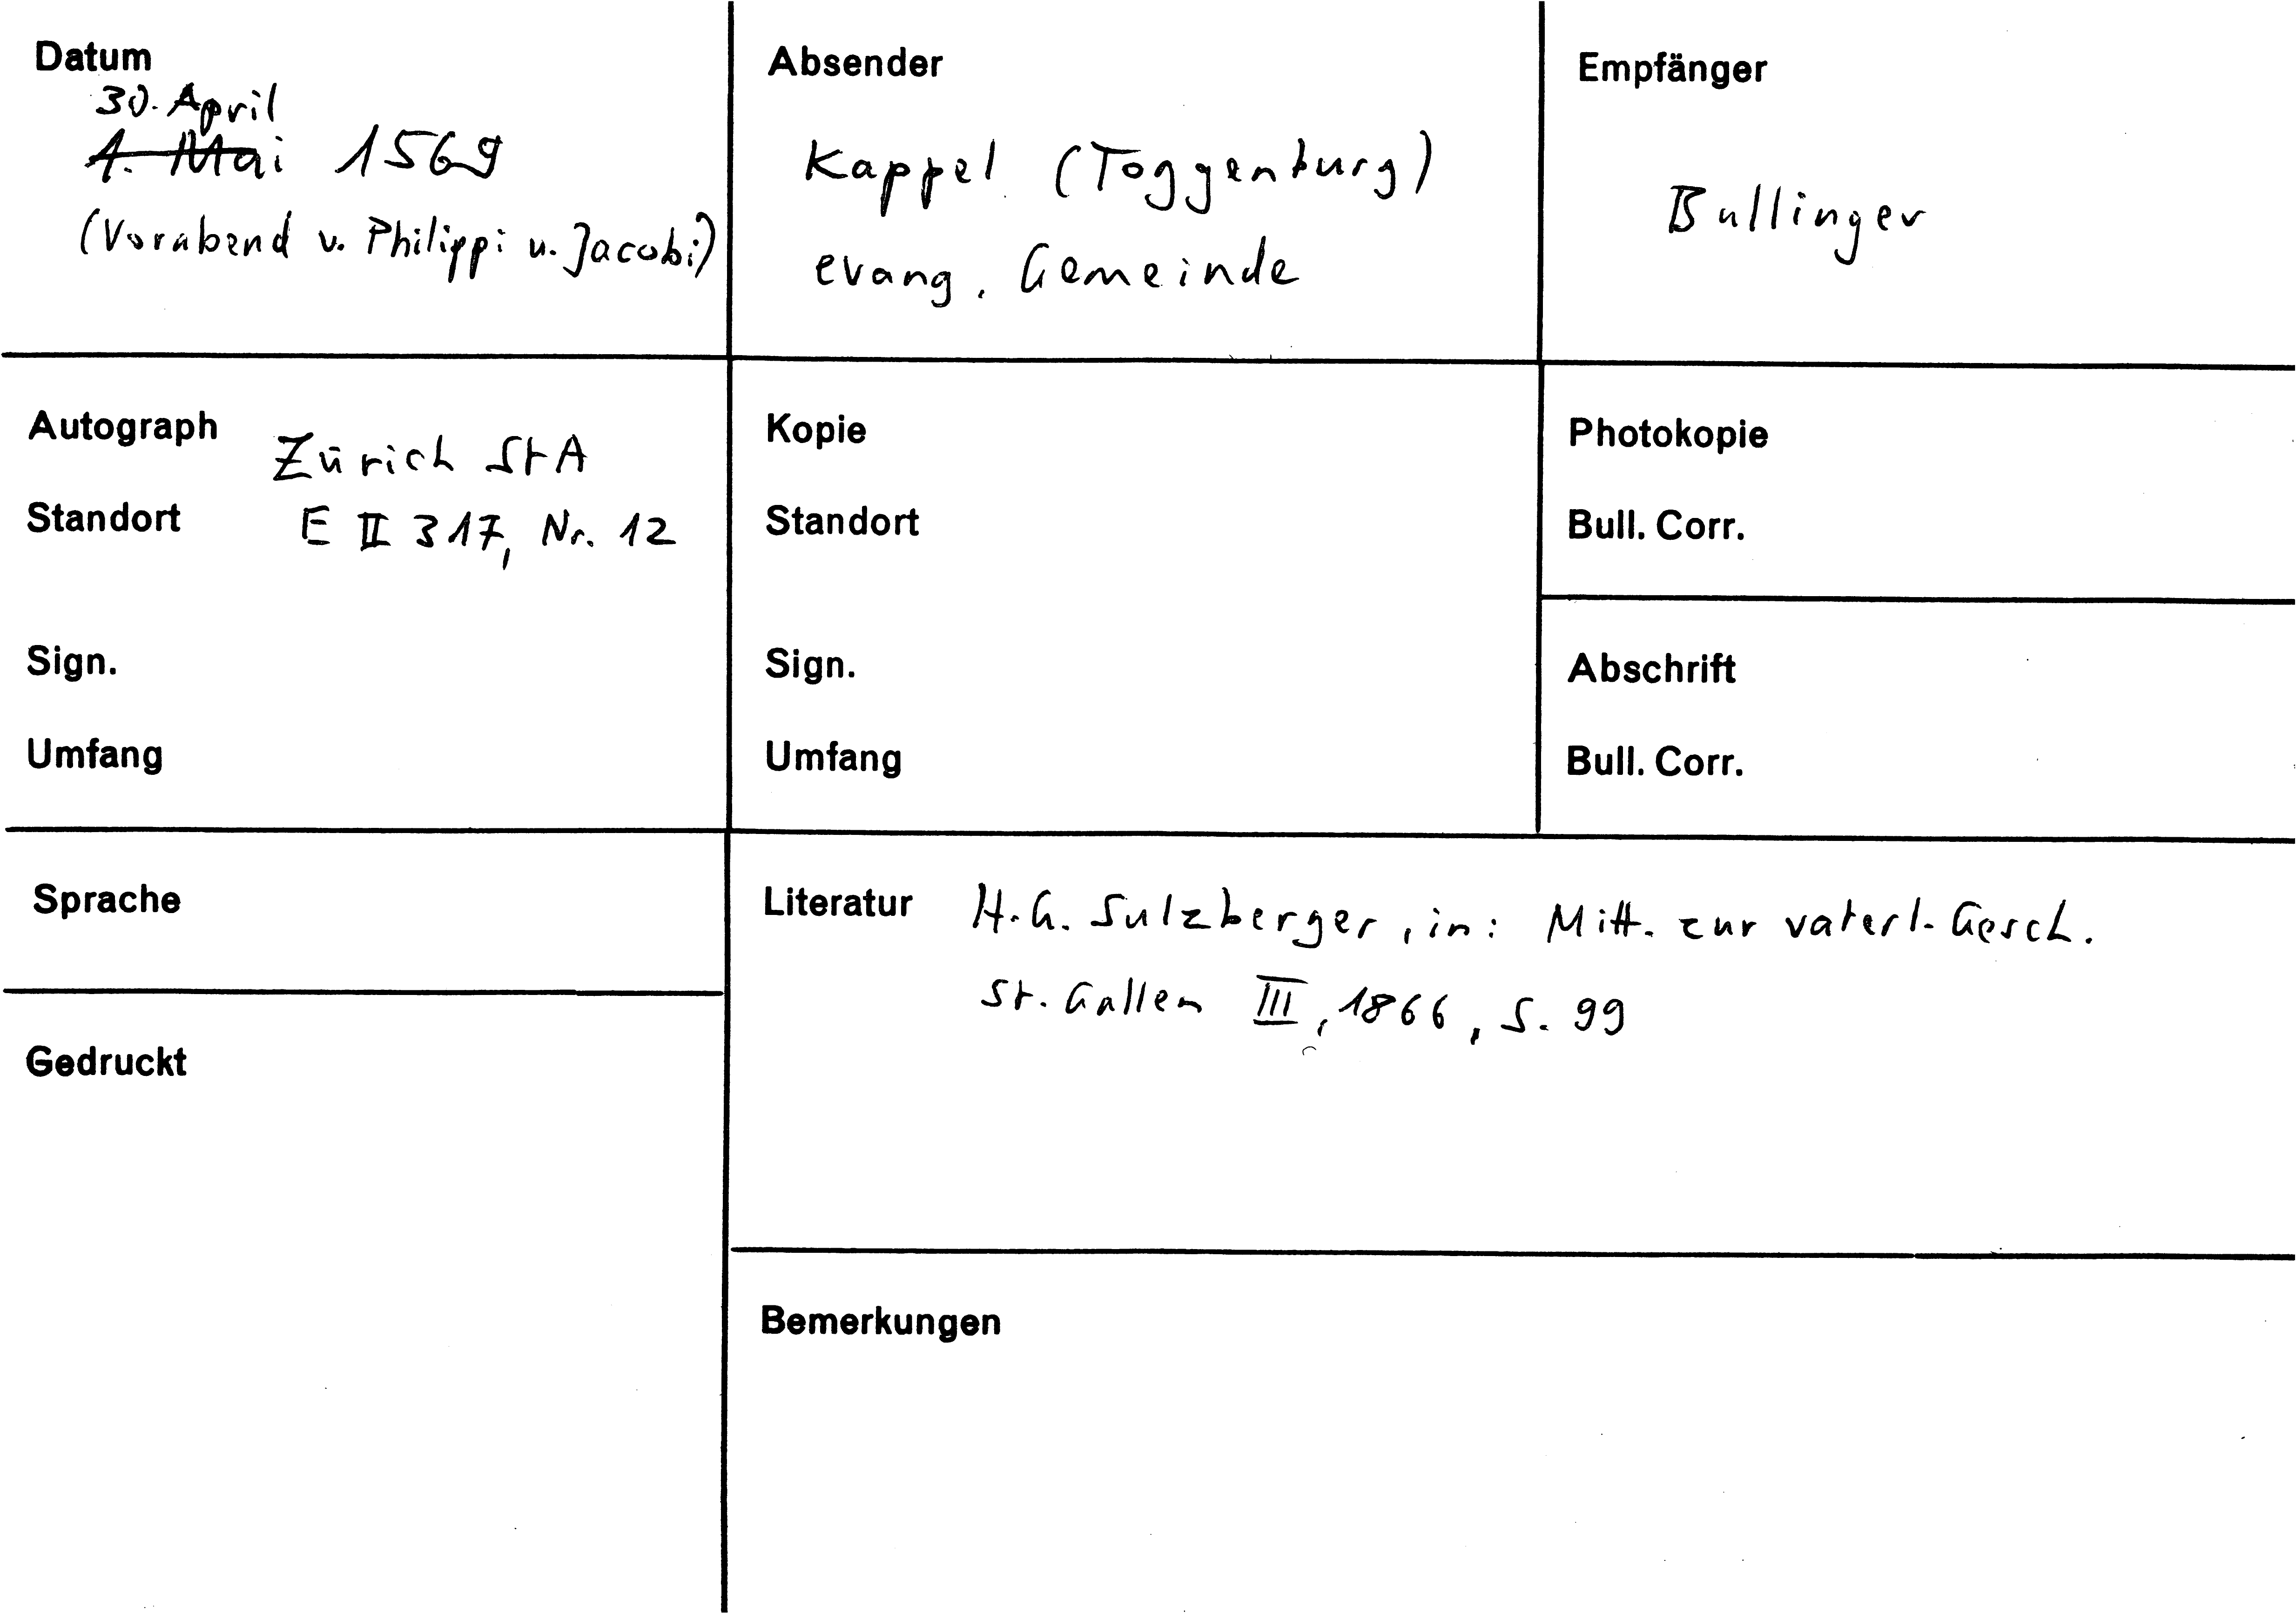 Datum
30. April
1. Mai 1569
(Vorabend v. Philippi u. Jacobi)
Absender
Kappel (Toggenburg)
evang. Gemeinde
Empfänger
Bullinger
Autograph Zürich StA
Standort E II 317, Nr. 12
Sign.
Umfang
Kopie
Standort
Sign.
Umfang
Photokopie
Bull. Corr.
Abschrift
Bull. Corr.
Sprache
Gedruckt
Literatur H.G. Sulzberger, in: Mitt. zur vaterl. Gesch.
St. Gallen III, 1866, S. 99
Bemerkungen